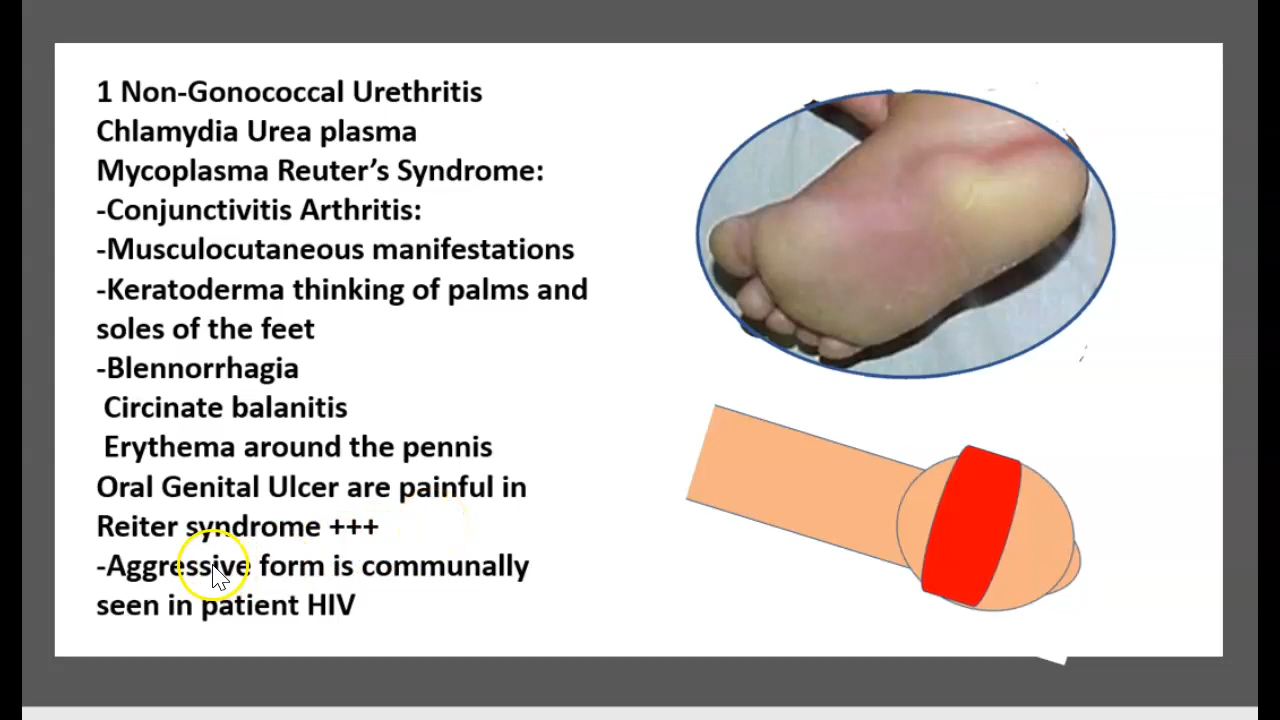 1 Non-Gonococcal Urethritis
Chlamydia Urea plasma
Mycoplasma Reuter’s Syndrome:
-Conjunctivitis Arthritis:
-Musculocutaneous manifestations
-Keratoderma thinking of palms and
soles of the feet
-Blennorrhagia
Circinate balanitis
Erythema around the pennis
Oral Genital Ulcer are painful in
Reiter syndrome +++
-Aggressive form is communally
seen in patient HIV